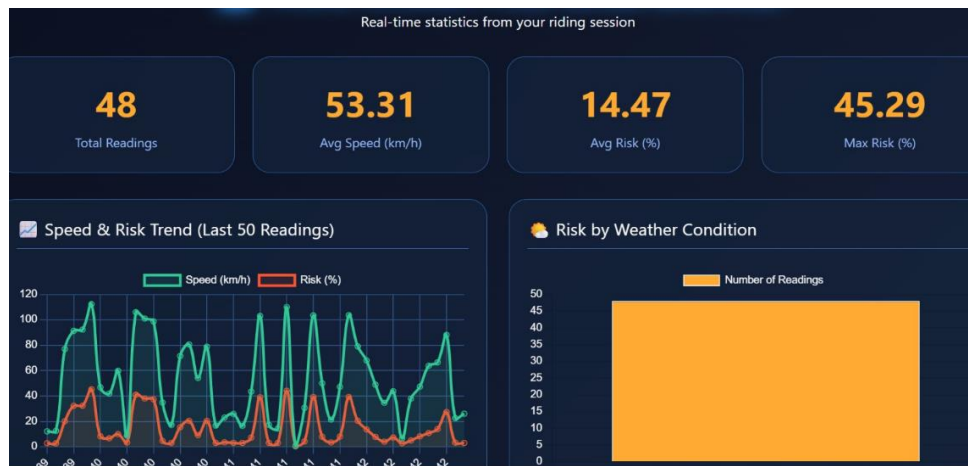 Real-time statistics from your riding session
48
Total Readings
53.31
Avg Speed (km/h)
14.47
Avg Risk (%)
45.29
Max Risk (%)
Speed & Risk Trend (Last 50 Readings)
Speed (km/h) Risk (%)
120
100
80
60
40
20
0
Risk by Weather Condition
Number of Readings
50
45
40
35
30
25
20
15
10
5
0